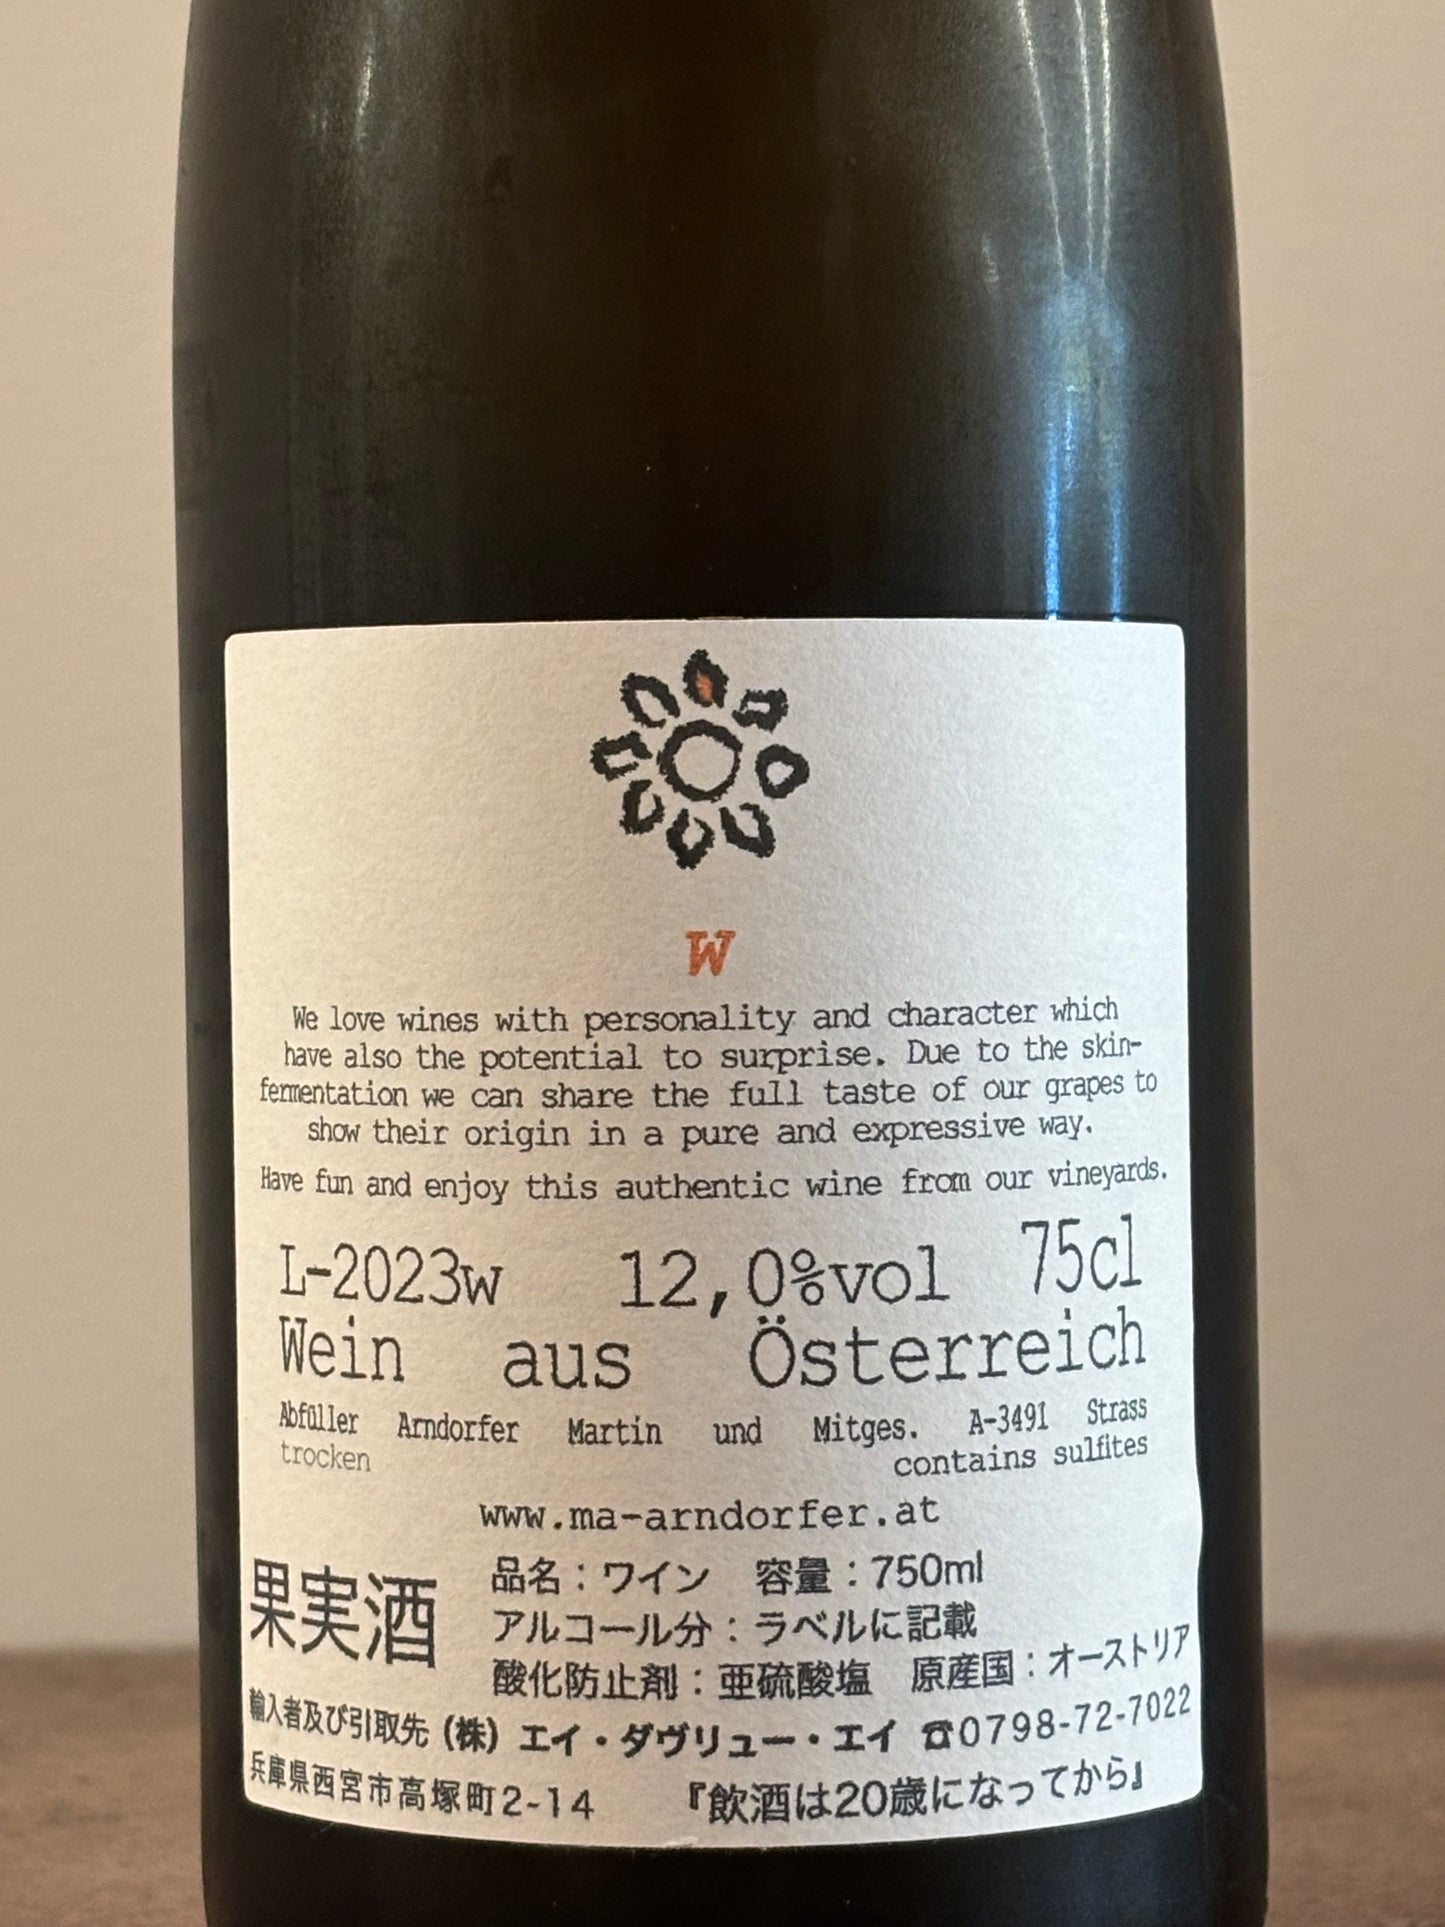 W
We love wines with personality and character which
have also the potential to surprise. Due to the skin-
fermentation we can share the full taste of our grapes to
show their origin in a pure and expressive way.
Have fun and enjoy this authentic wine from our vineyards.
L-2023w 12,0%vol 75cl
Wein aus Österreich
Abfüller Arndorfer Martin und Mitges. A-3491 Strass
trocken contains sulfites
www.ma-arndorfer.at
果実酒
品名：ワイン 容量：750ml
アルコール分：ラベルに記載
酸化防止剤：亜硫酸塩 原産国：オーストリア
輸入者及び引取先 (株) エイ・ダヴリュー・エイ ☎0798-72-7022
兵庫県西宮市高塚町2-14 『飲酒は20歳になってから』